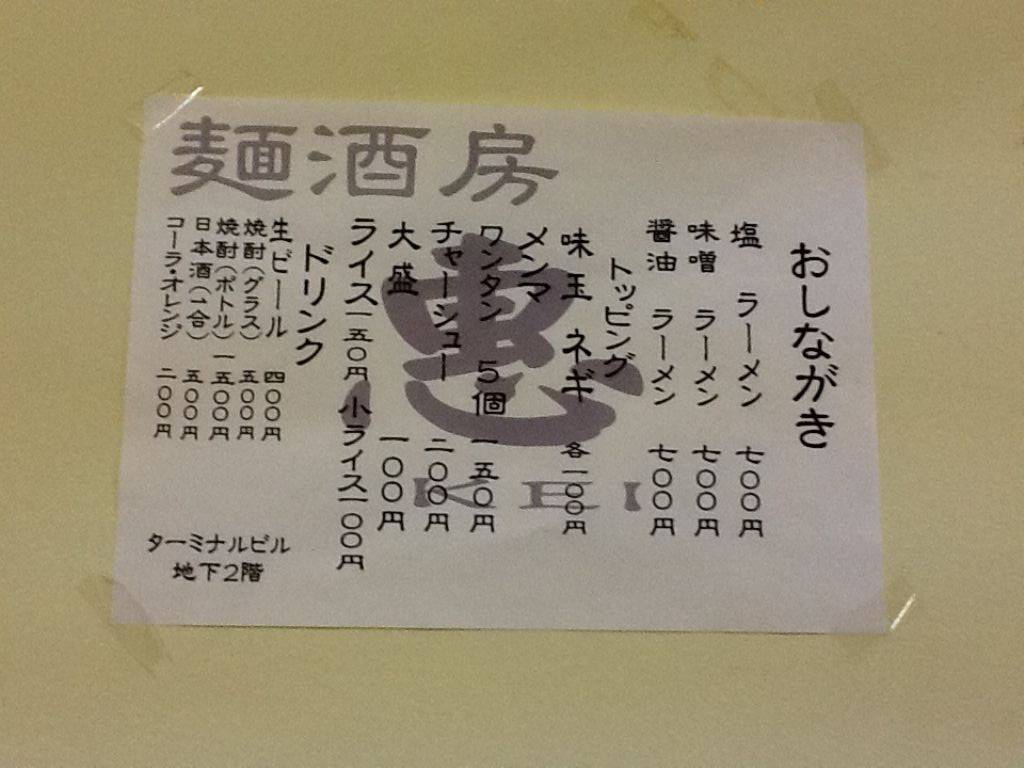 麺酒房
恵
KEI
おしながき
塩 ラーメン 七〇〇円
味噌 ラーメン 七〇〇円
醤油 ラーメン 七〇〇円
トッピング
味玉 ネギ 各一〇〇円
メンマ
ワンタン 5個 一五〇円
チャーシュー 二〇〇円
大盛 一〇〇円
ライス一五〇円 小ライス一〇〇円
ドリンク
生ビール 四〇〇円
焼酎(グラス) 五〇〇円
焼酎(ボトル) 一五〇〇円
日本酒(一合) 五〇〇円
コーラ・オレンジ 二〇〇円
ターミナルビル
地下2階